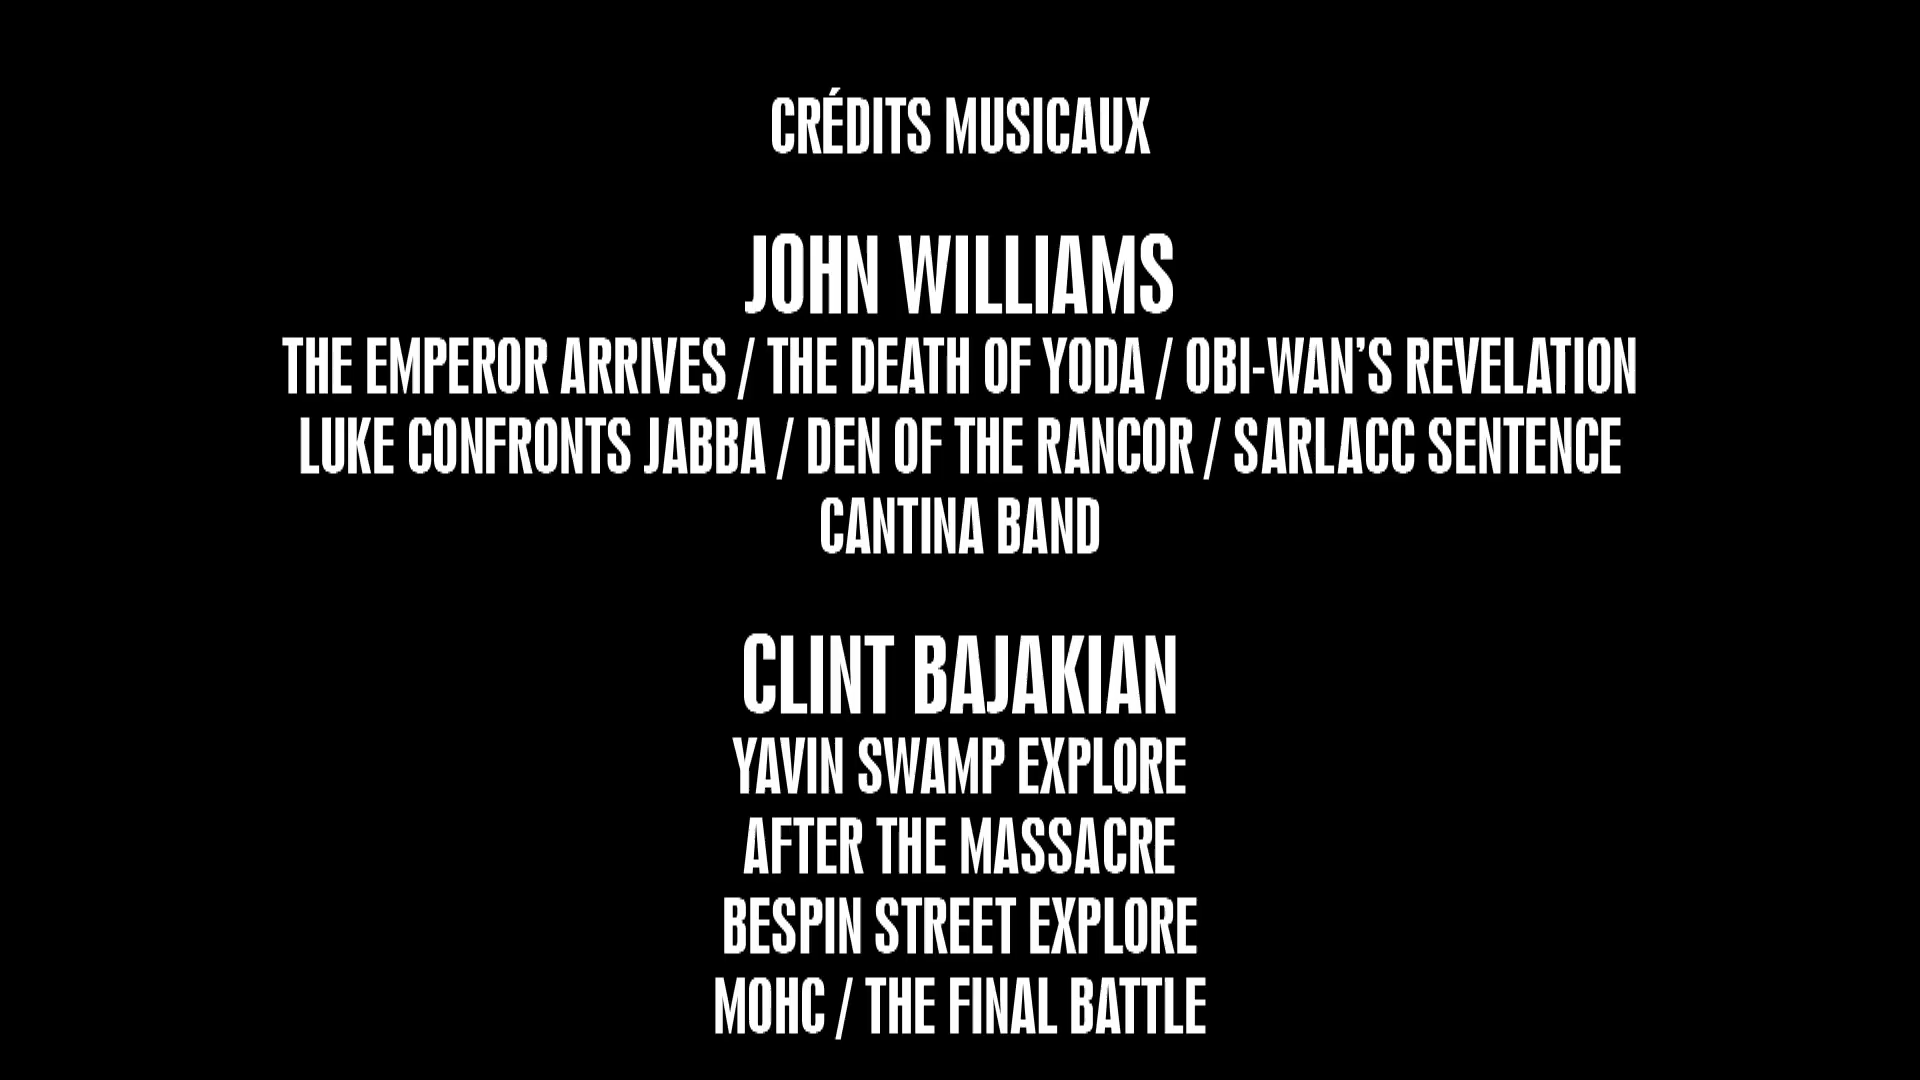 CRÉDITS MUSICAUX
JOHN WILLIAMS
THE EMPEROR ARRIVES / THE DEATH OF YODA / OBI-WAN’S REVELATION
LUKE CONFRONTS JABBA / DEN OF THE RANCOR / SARLACC SENTENCE
CANTINA BAND
CLINT BAJAKIAN
YAVIN SWAMP EXPLORE
AFTER THE MASSACRE
BESPIN STREET EXPLORE
MOHC / THE FINAL BATTLE